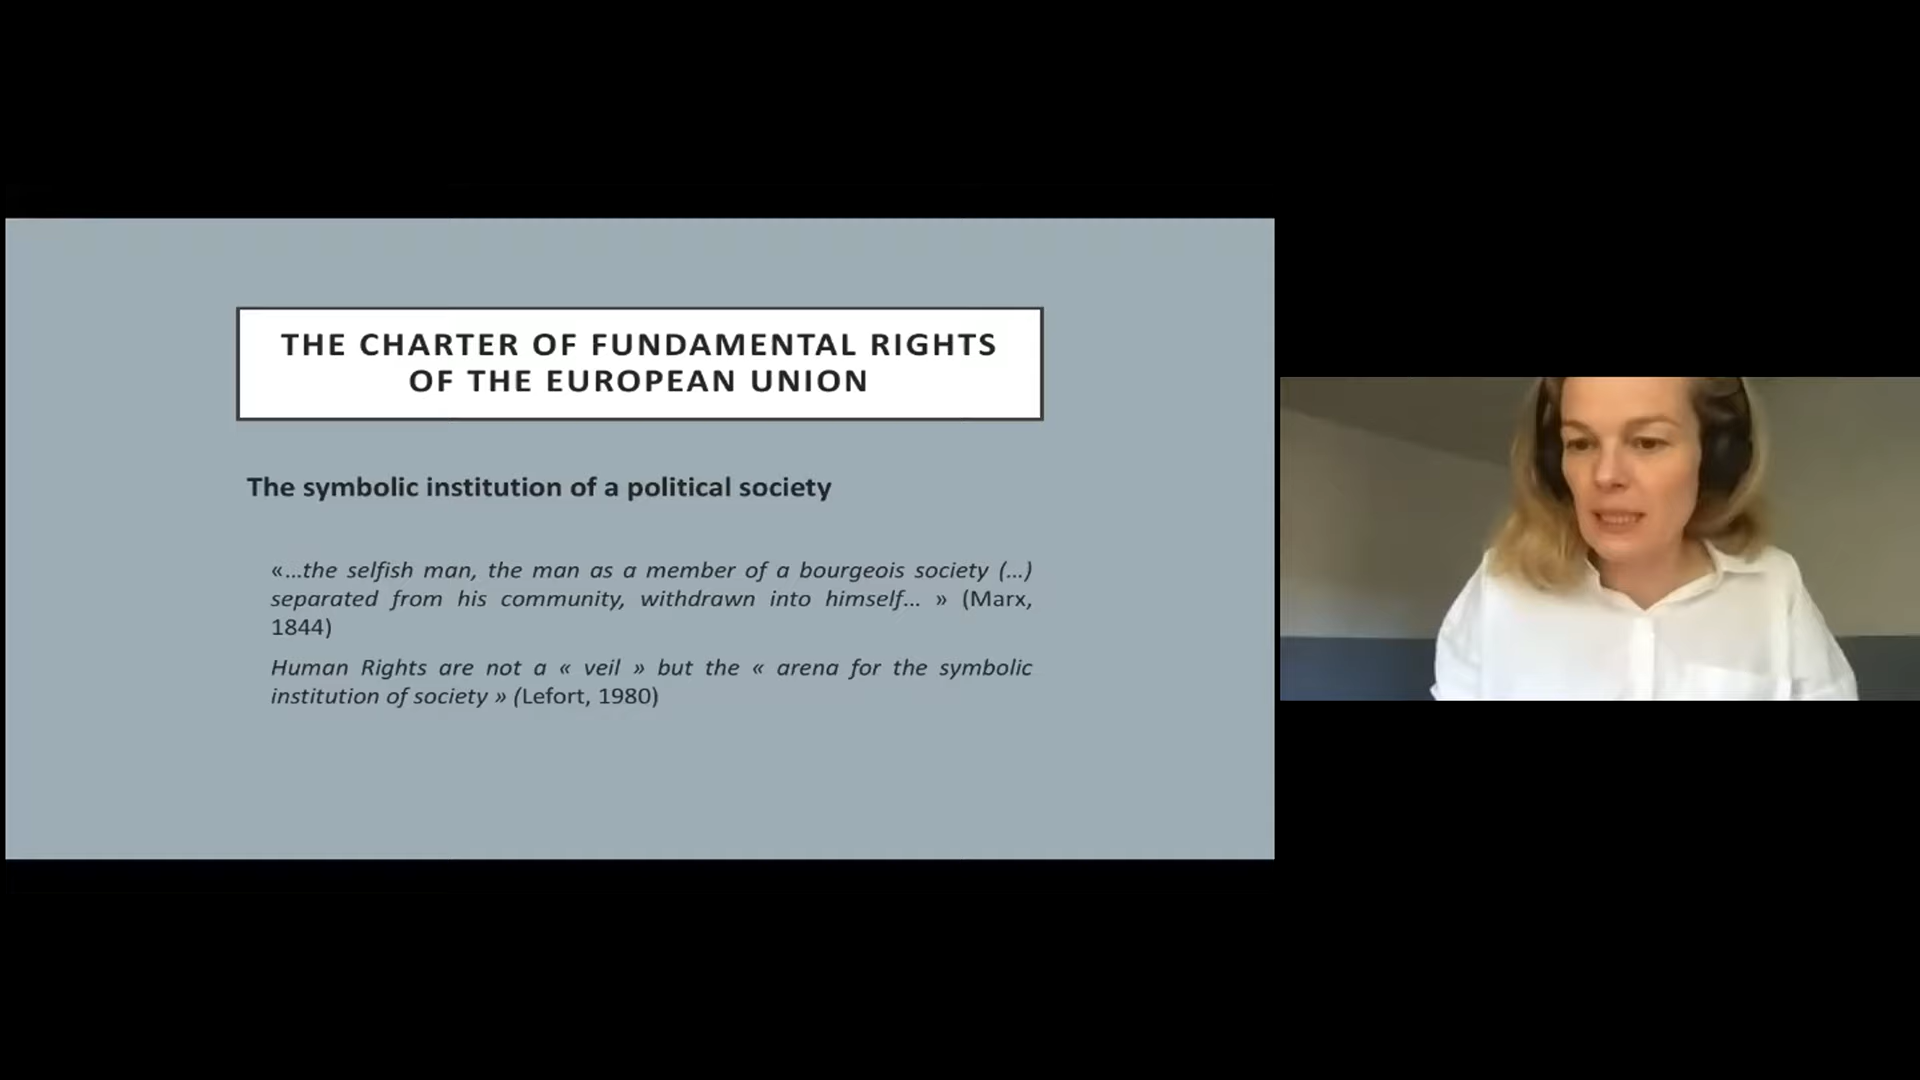 THE CHARTER OF FUNDAMENTAL RIGHTS
OF THE EUROPEAN UNION
The symbolic institution of a political society
«…the selfish man, the man as a member of a bourgeois society (…)
separated from his community, withdrawn into himself… » (Marx,
1844)
Human Rights are not a « veil » but the « arena for the symbolic
institution of society » (Lefort, 1980)